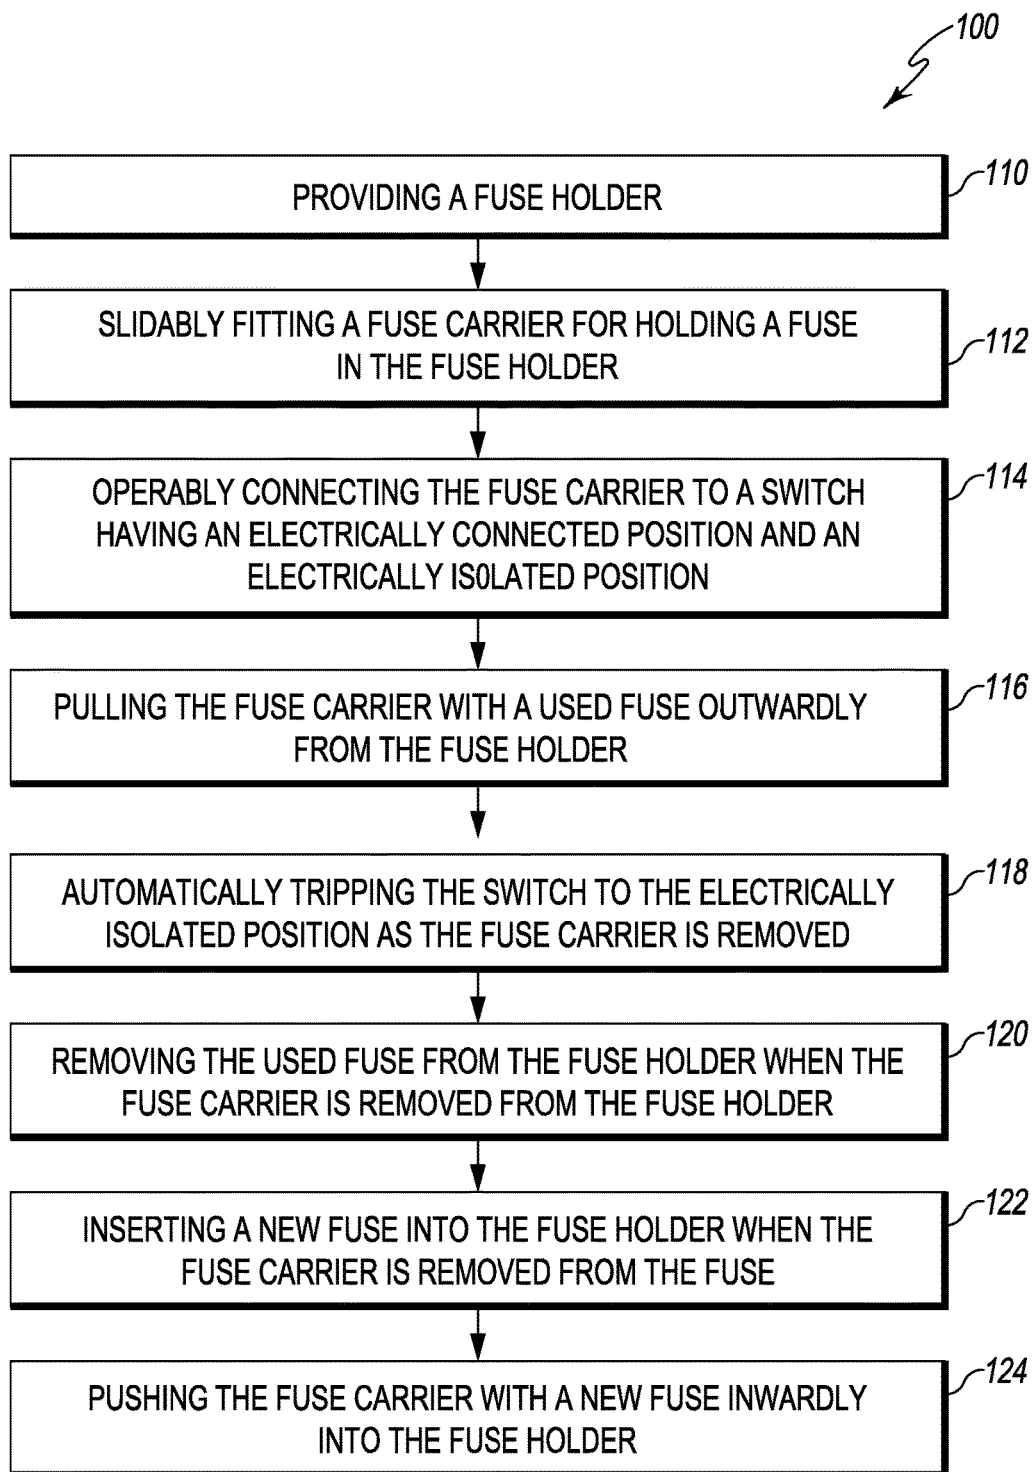 100
PROVIDING A FUSE HOLDER
110
SLIDABLY FITTING A FUSE CARRIER FOR HOLDING A FUSE
IN THE FUSE HOLDER
112
OPERABLY CONNECTING THE FUSE CARRIER TO A SWITCH
HAVING AN ELECTRICALLY CONNECTED POSITION AND AN
ELECTRICALLY IS0LATED POSITION
114
PULLING THE FUSE CARRIER WITH A USED FUSE OUTWARDLY
FROM THE FUSE HOLDER
116
AUTOMATICALLY TRIPPING THE SWITCH TO THE ELECTRICALLY
ISOLATED POSITION AS THE FUSE CARRIER IS REMOVED
118
REMOVING THE USED FUSE FROM THE FUSE HOLDER WHEN THE
FUSE CARRIER IS REMOVED FROM THE FUSE HOLDER
120
INSERTING A NEW FUSE INTO THE FUSE HOLDER WHEN THE
FUSE CARRIER IS REMOVED FROM THE FUSE
122
PUSHING THE FUSE CARRIER WITH A NEW FUSE INWARDLY
INTO THE FUSE HOLDER
124